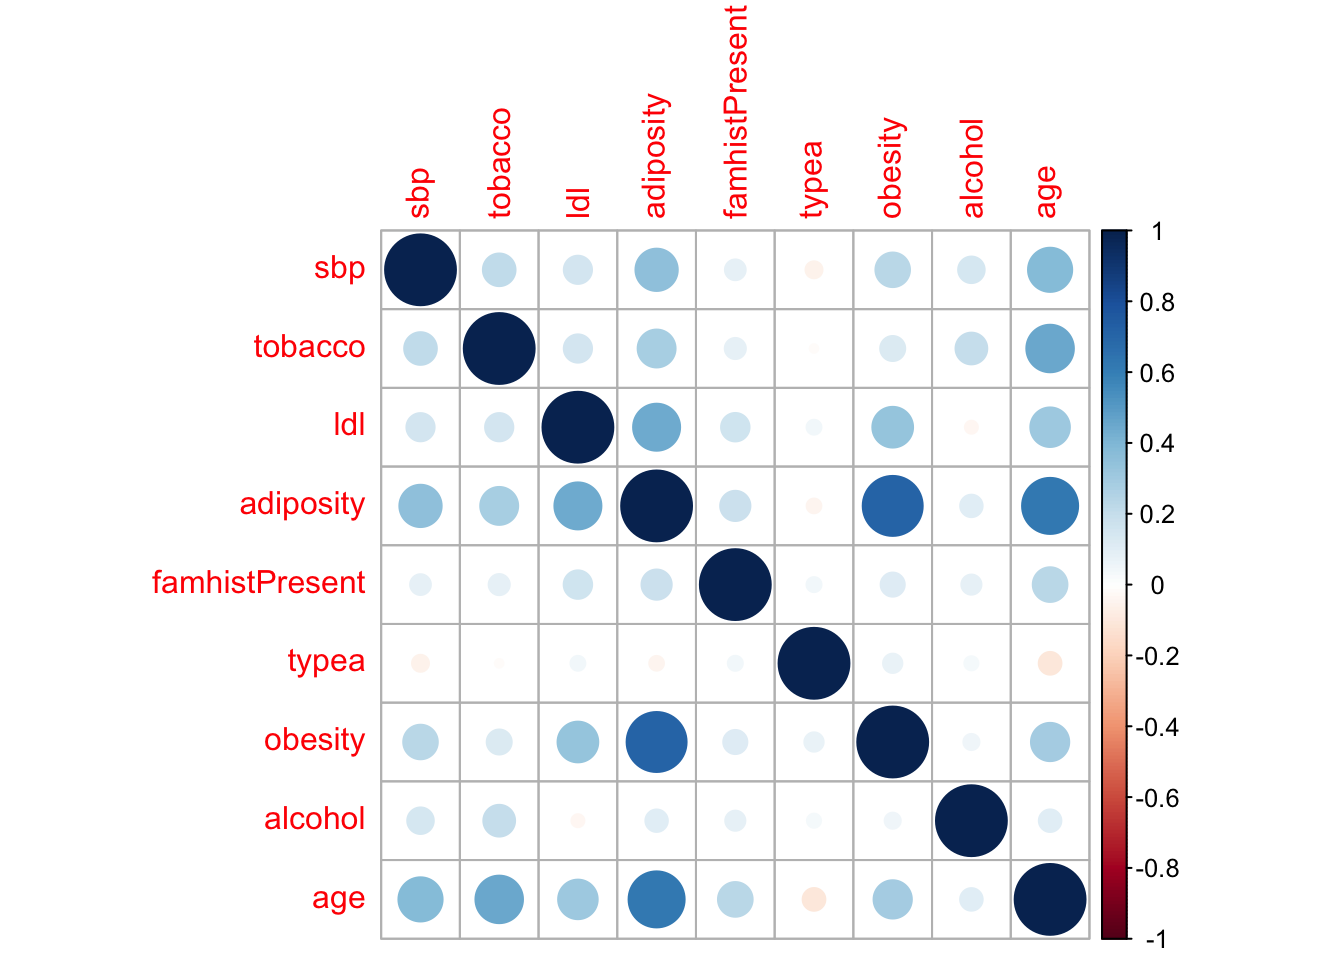 sbp
tobacco
ldl
adiposity
famhistPresent
typea
obesity
alcohol
age
sbp
tobacco
ldl
adiposity
famhistPresent
typea
obesity
alcohol
age
1
0.8
0.6
0.4
0.2
0
-0.2
-0.4
-0.6
-0.8
-1